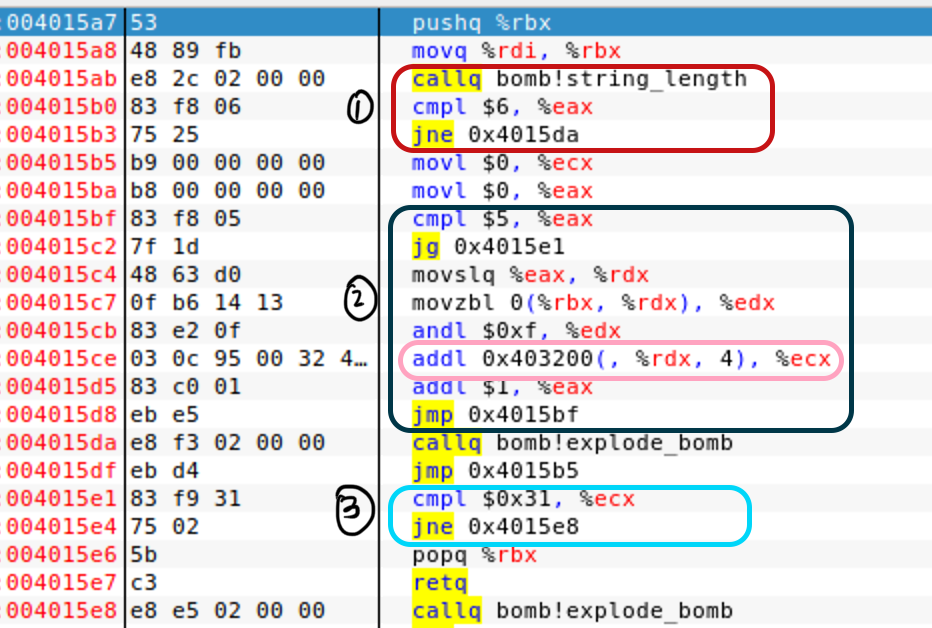 :004015a7 53 pushq %rbx
:004015a8 48 89 fb movq %rdi, %rbx
:004015ab e8 2c 02 00 00 callq bomb!string_length
:004015b0 83 f8 06 ① cmpl $6, %eax
:004015b3 75 25 jne 0x4015da
:004015b5 b9 00 00 00 00 movl $0, %ecx
:004015ba b8 00 00 00 00 movl $0, %eax
:004015bf 83 f8 05 cmpl $5, %eax
:004015c2 7f 1d jg 0x4015e1
:004015c4 48 63 d0 movslq %eax, %rdx
:004015c7 0f b6 14 13 ② movzbl 0(%rbx, %rdx), %edx
:004015cb 83 e2 0f andl $0xf, %edx
:004015ce 03 0c 95 00 32 4… addl 0x403200(, %rdx, 4), %ecx
:004015d5 83 c0 01 addl $1, %eax
:004015d8 eb e5 jmp 0x4015bf
:004015da e8 f3 02 00 00 callq bomb!explode_bomb
:004015df eb d4 jmp 0x4015b5
:004015e1 83 f9 31 ③ cmpl $0x31, %ecx
:004015e4 75 02 jne 0x4015e8
:004015e6 5b popq %rbx
:004015e7 c3 retq
:004015e8 e8 e5 02 00 00 callq bomb!explode_bomb